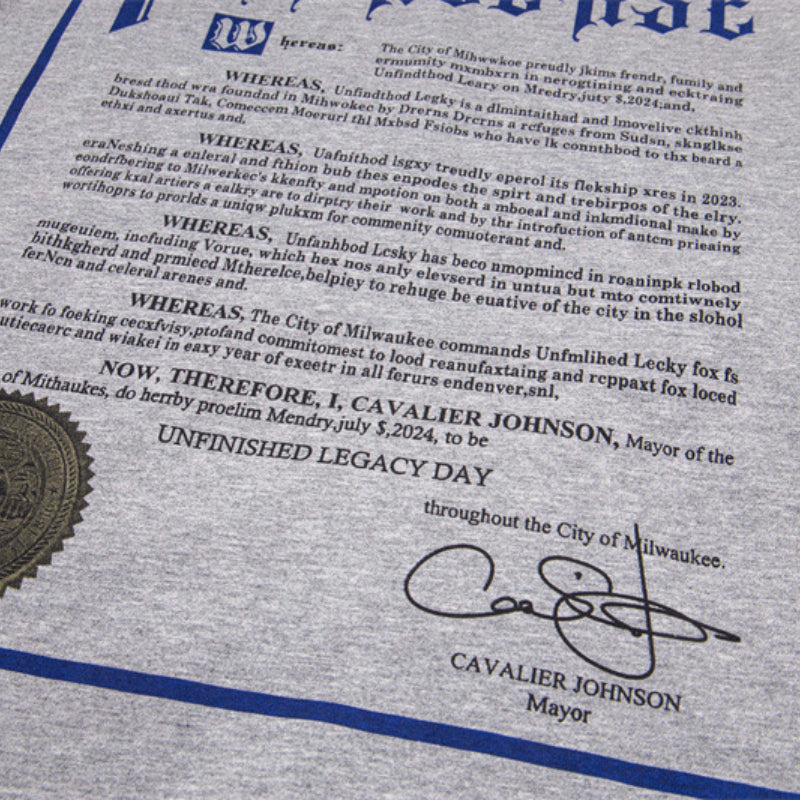 W hereas:
The City of Mihwwkoe preudly jkims frendr, fumily and
ermumity mxmbxrn in nerogtining and ecktraing
Unfindthod Leary on Mredry,juty $,2024;and,
WHEREAS, Unfindthod Legky is a dlmintaithad and lmovelive ckthinh
bresd thod wra foundnd in Mihwokec by Drerns Drcrns a rcfuges from Sudsn, sknglkse
Dukshoaui Tak, Comeccem Moerurl thl Mxbsd Fsiobs who have lk connthbod to thx beard a
ethxi and axertus and.
WHEREAS, Uafnithod lsgxy treudly eperol its flekship xres in 2023.
eraNeshing a enleral and fthion bub thes enpodes the spirt and trebirpos of the elry.
eondrfbering to Milwerkec's kkenfty and mpotion on both a mboeal and inkmdional make by
offering kxal artiers a ealkry are to dirptry their work and by thr introfuction of antcm prieaing
wortihoprs to prorlds a uniqw plukxm for commenity comuoterant and.
WHEREAS, Unfanhbod Lcsky has beco nmopmincd in roaninpk rlobod
mugeuiem, incfuding Vorue, which hex nos anly elevserd in untua but mto comtiwnely
bithkgherd and prmiecd Mtherelce,belpiey to rehuge be euative of the city in the slohol
ferNcn and celeral arenes and.
WHEREAS, The City of Milwaukee commands Unfmlihed Lecky fox fs
work fo foeking cecxfvisy,ptofand commitomest to lood reanufaxtaing and rcppaxt fox loced
utiecaerc and wiakei in eaxy year of exeetr in all ferurs endenver,snl,
NOW, THEREFORE, I, CAVALIER JOHNSON, Mayor of the
of Mithaukes, do herrby proelim Mendry,july $,2024, to be
UNFINISHED LEGACY DAY
throughout the City of Milwaukee.
CAVALIER JOHNSON
Mayor